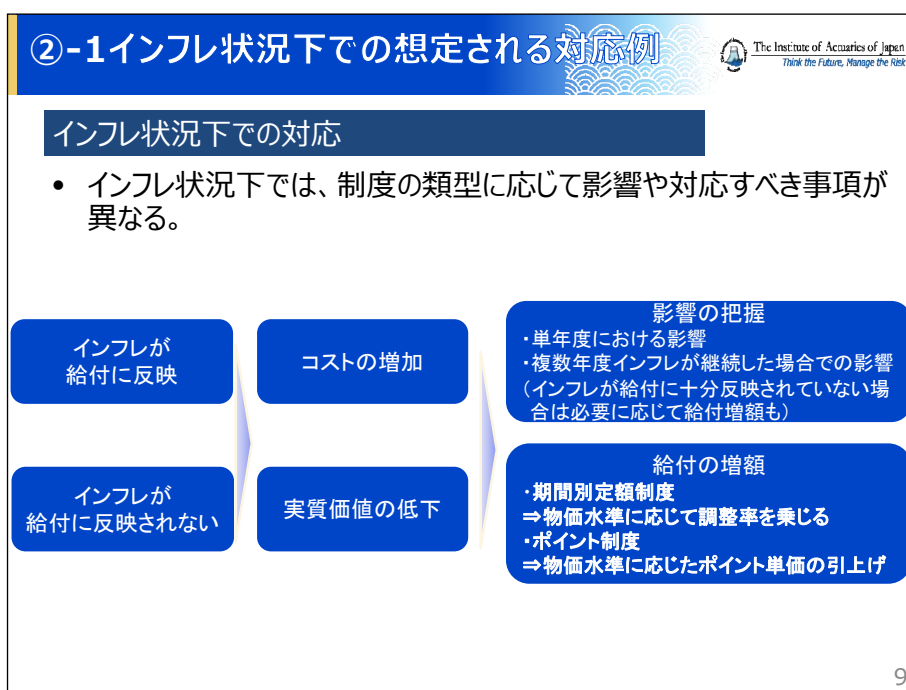 ②-1インフレ状況下での想定される対応例
The Institute of Actuaries of Japan
Think the Future, Manage the Risk
インフレ状況下での対応
• インフレ状況下では、制度の類型に応じて影響や対応すべき事項が
異なる。
インフレが
給付に反映
コストの増加
影響の把握
・単年度における影響
・複数年度インフレが継続した場合での影響
(インフレが給付に十分反映されていない場
合は必要に応じて給付増額も)
インフレが
給付に反映されない
実質価値の低下
給付の増額
・期間別定額制度
⇒物価水準に応じて調整率を乗じる
・ポイント制度
⇒物価水準に応じたポイント単価の引上げ
9